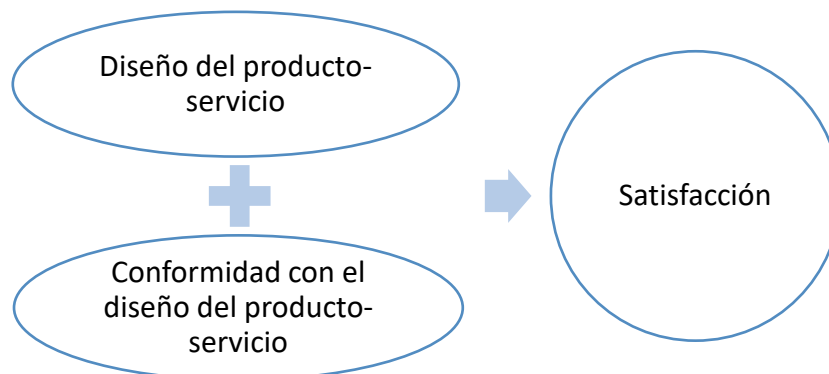 Diseño del producto-
servicio
Conformidad con el
diseño del producto-
servicio
Satisfacción